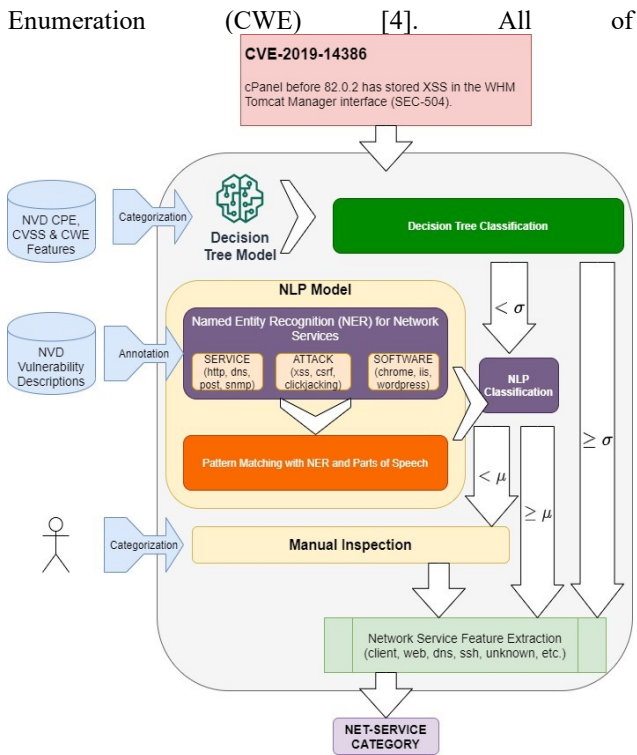 Enumeration (CWE) [4]. All of
CVE-2019-14386
cPanel before 82.0.2 has stored XSS in the WHM
Tomcat Manager interface (SEC-504).
NVD CPE,
CVSS & CWE
Features
Categorization
Decision
Tree Model
Decision Tree Classification
NLP Model
< σ
Named Entity Recognition (NER) for Network
Services
NVD
Vulnerability
Descriptions
Annotation
SERVICE
(http, dns,
post, snmp)
ATTACK
(xss, csrf,
clickjacking)
SOFTWARE
(chrome, iis,
wordpress)
NLP
Classification
≥ σ
Pattern Matching with NER and Parts of Speech
< μ
≥ μ
Categorization
Manual Inspection
Network Service Feature Extraction
(client, web, dns, ssh, unknown, etc.)
NET-SERVICE
CATEGORY